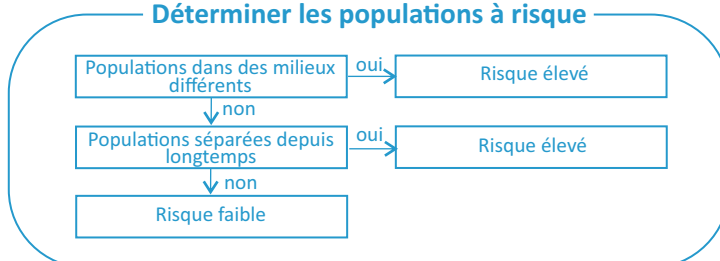 Déterminer les populations à risque
Populations dans des milieux
différents
oui
Risque élevé
non
Populations séparées depuis
longtemps
oui
Risque élevé
non
Risque faible